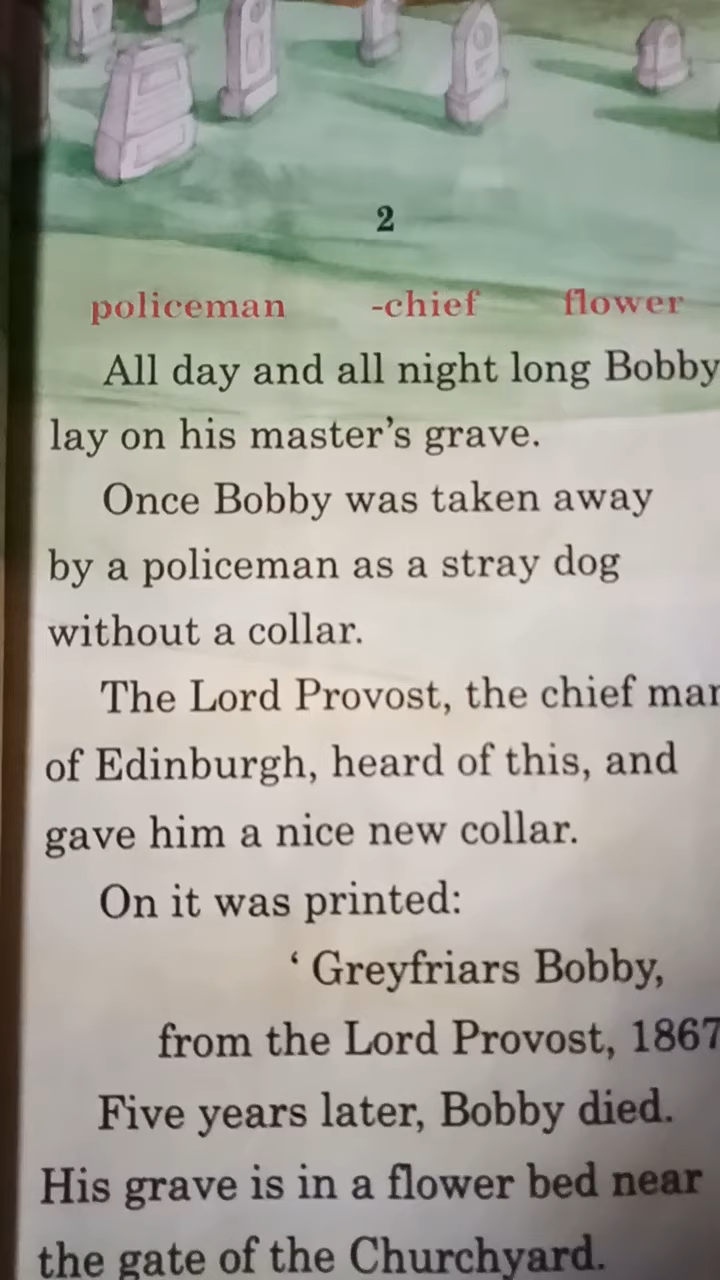 2
policeman -chief flower
All day and all night long Bobby
lay on his master's grave.
Once Bobby was taken away
by a policeman as a stray dog
without a collar.
The Lord Provost, the chief
of Edinburgh, heard of this, and
gave him a nice new collar.
On it was printed:
‘ Greyfriars Bobby,
from the Lord Provost, 1867
Five years later, Bobby died.
His grave is in a flower bed near
the gate of the Churchyard.